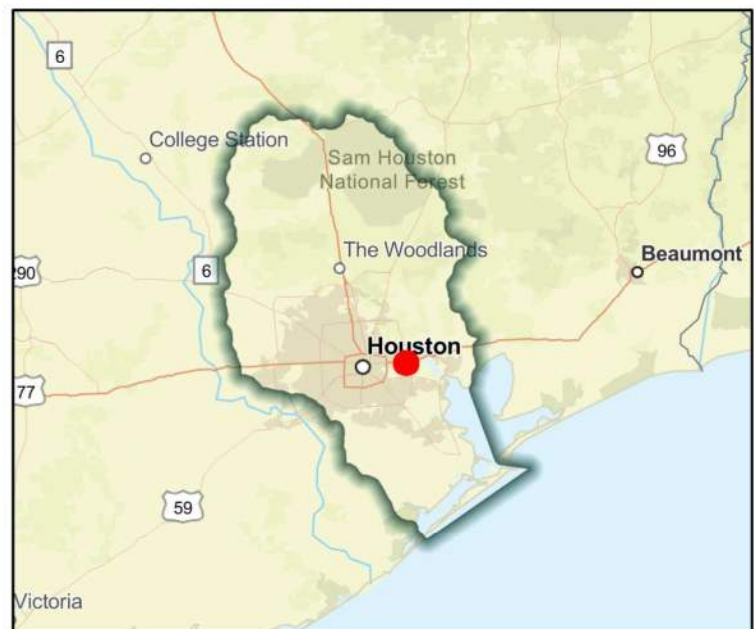 6
College Station
Sam Houston
National Forest
96
The Woodlands
Beaumont
290
6
Houston
77
59
Victoria